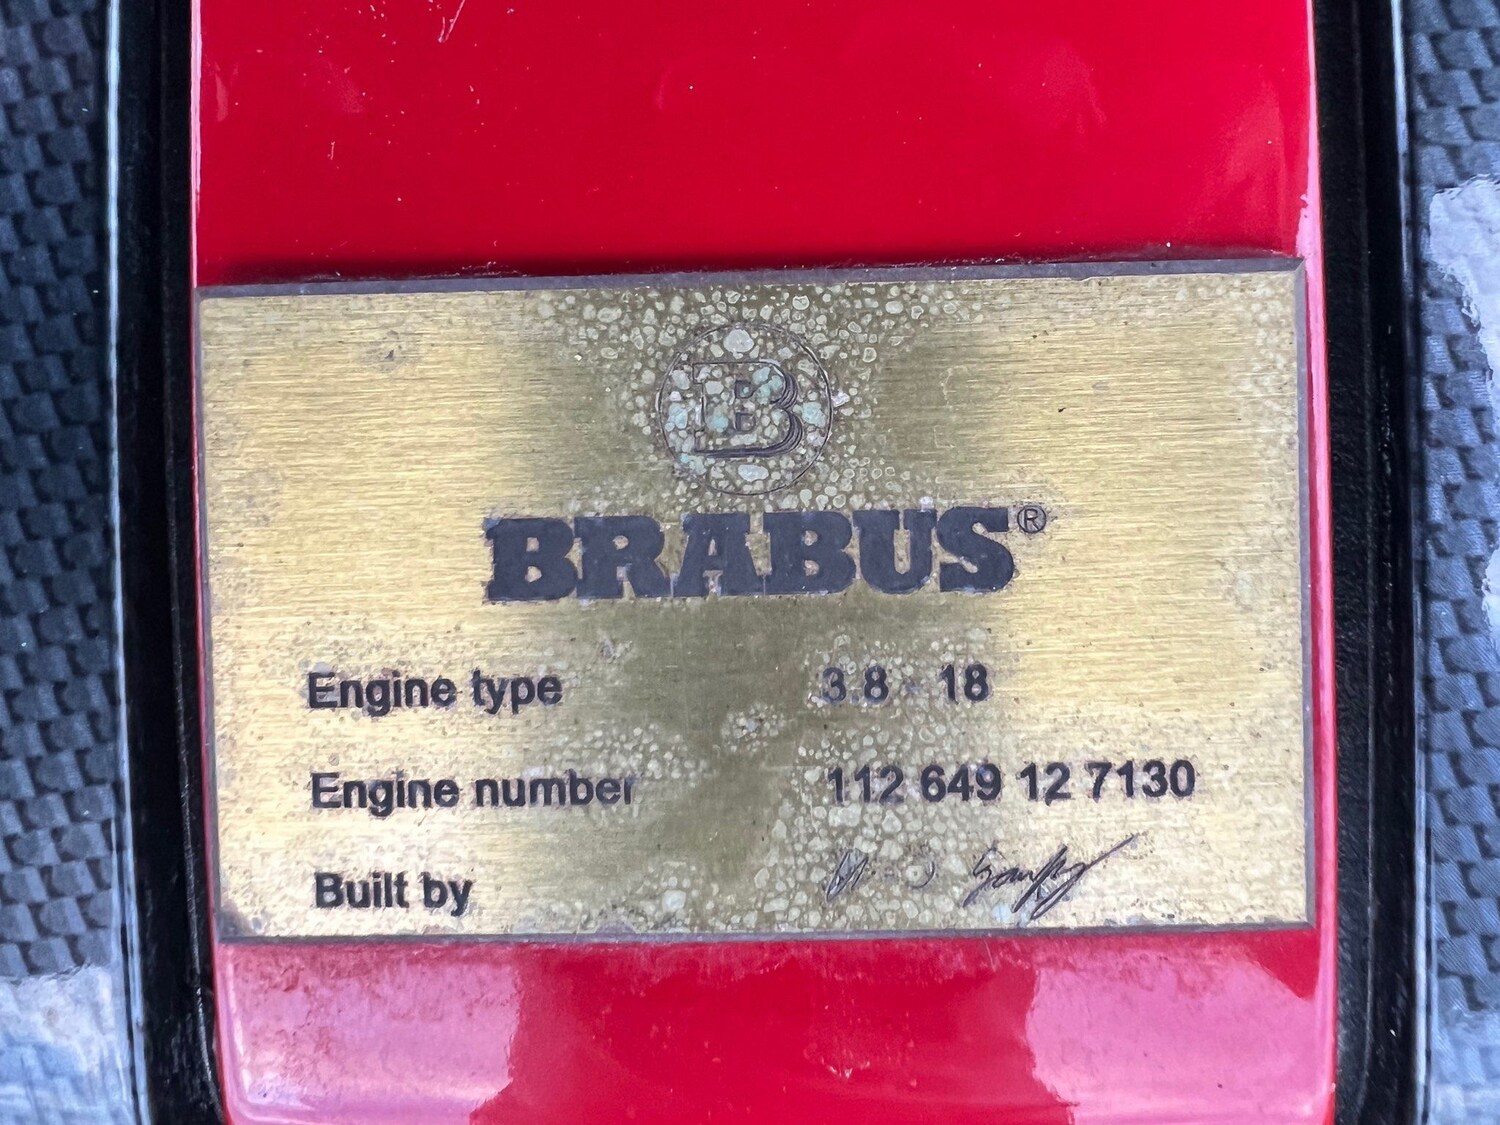 B
BRABUS®
Engine type 3.8 - 18
Engine number 112 649 12 7130
Built by